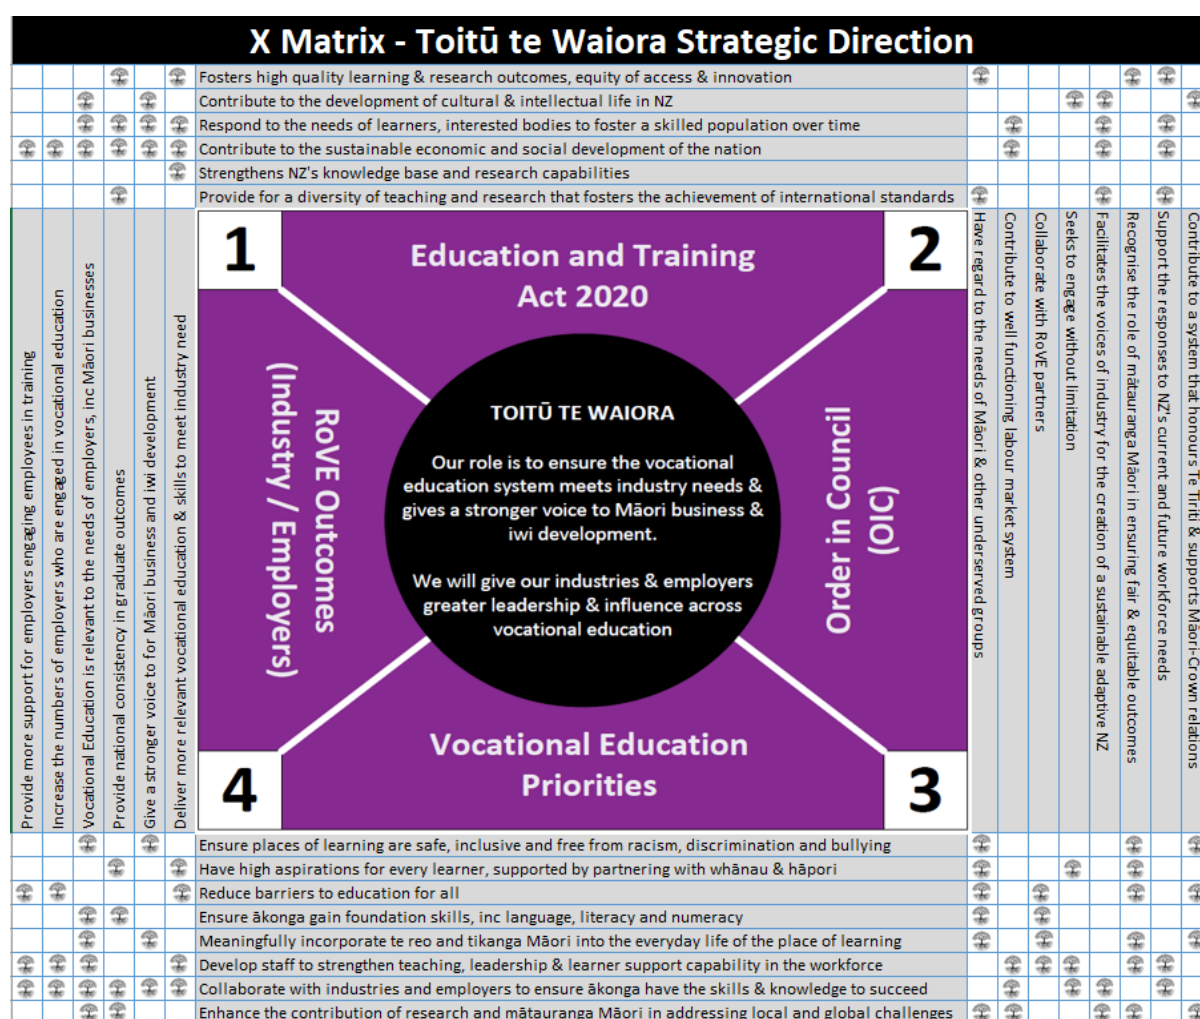 X Matrix - Toitū te Waiora Strategic Direction
Fosters high quality learning & research outcomes, equity of access & innovation
Contribute to the development of cultural & intellectual life in NZ
Respond to the needs of learners, interested bodies to foster a skilled population over time
Contribute to the sustainable economic and social development of the nation
Strengthens NZ's knowledge base and research capabilities
Provide for a diversity of teaching and research that fosters the achievement of international standards
Provide more support for employers engaging employees in training
Increase the numbers of employers who are engaged in vocational education
Vocational Education is relevant to the needs of employers, inc Māori businesses
Provide national consistency in graduate outcomes
Give a stronger voice to for Māori business and iwi development
Deliver more relevant vocational education & skills to meet industry need
1
Education and Training
Act 2020
2
RoVE Outcomes
(Industry / Employers)
TOITŪ TE WAIORA
Our role is to ensure the vocational
education system meets industry needs &
gives a stronger voice to Māori business &
iwi development.
We will give our industries & employers
greater leadership & influence across
vocational education
Order in Council
(OIC)
4
Vocational Education
Priorities
3
Have regard to the needs of Māori & other underserved groups
Contribute to well functioning labour market system
Collaborate with RoVE partners
Seeks to engage without limitation
Facilitates the voices of industry for the creation of a sustainable adaptive NZ
Recognise the role of mātauranga Māori in ensuring fair & equitable outcomes
Support the responses to NZ's current and future workforce needs
Contribute to a system that honours Te Tiriti & supports Māori-Crown relations
Ensure places of learning are safe, inclusive and free from racism, discrimination and bullying
Have high aspirations for every learner, supported by partnering with whānau & hāpori
Reduce barriers to education for all
Ensure ākonga gain foundation skills, inc language, literacy and numeracy
Meaningfully incorporate te reo and tikanga Māori into the everyday life of the place of learning
Develop staff to strengthen teaching, leadership & learner support capability in the workforce
Collaborate with industries and employers to ensure ākonga have the skills & knowledge to succeed
Enhance the contribution of research and mātauranga Māori in addressing local and global challenges